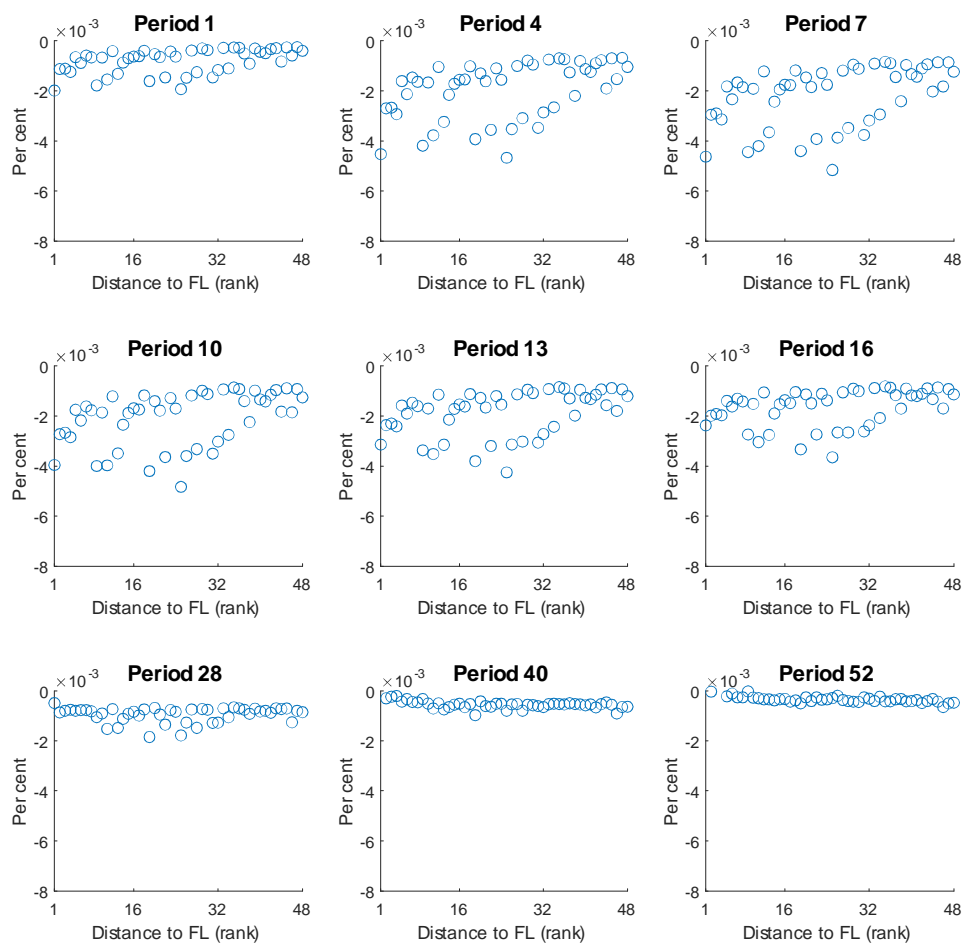 Period 1
×10⁻³
0
-2
-4
-6
-8
Per cent
1 16 32 48
Distance to FL (rank)
Period 4
×10⁻³
0
-2
-4
-6
-8
Per cent
1 16 32 48
Distance to FL (rank)
Period 7
×10⁻³
0
-2
-4
-6
-8
Per cent
1 16 32 48
Distance to FL (rank)
Period 10
×10⁻³
0
-2
-4
-6
-8
Per cent
1 16 32 48
Distance to FL (rank)
Period 13
×10⁻³
0
-2
-4
-6
-8
Per cent
1 16 32 48
Distance to FL (rank)
Period 16
×10⁻³
0
-2
-4
-6
-8
Per cent
1 16 32 48
Distance to FL (rank)
Period 28
×10⁻³
0
-2
-4
-6
-8
Per cent
1 16 32 48
Distance to FL (rank)
Period 40
×10⁻³
0
-2
-4
-6
-8
Per cent
1 16 32 48
Distance to FL (rank)
Period 52
×10⁻³
0
-2
-4
-6
-8
Per cent
1 16 32 48
Distance to FL (rank)